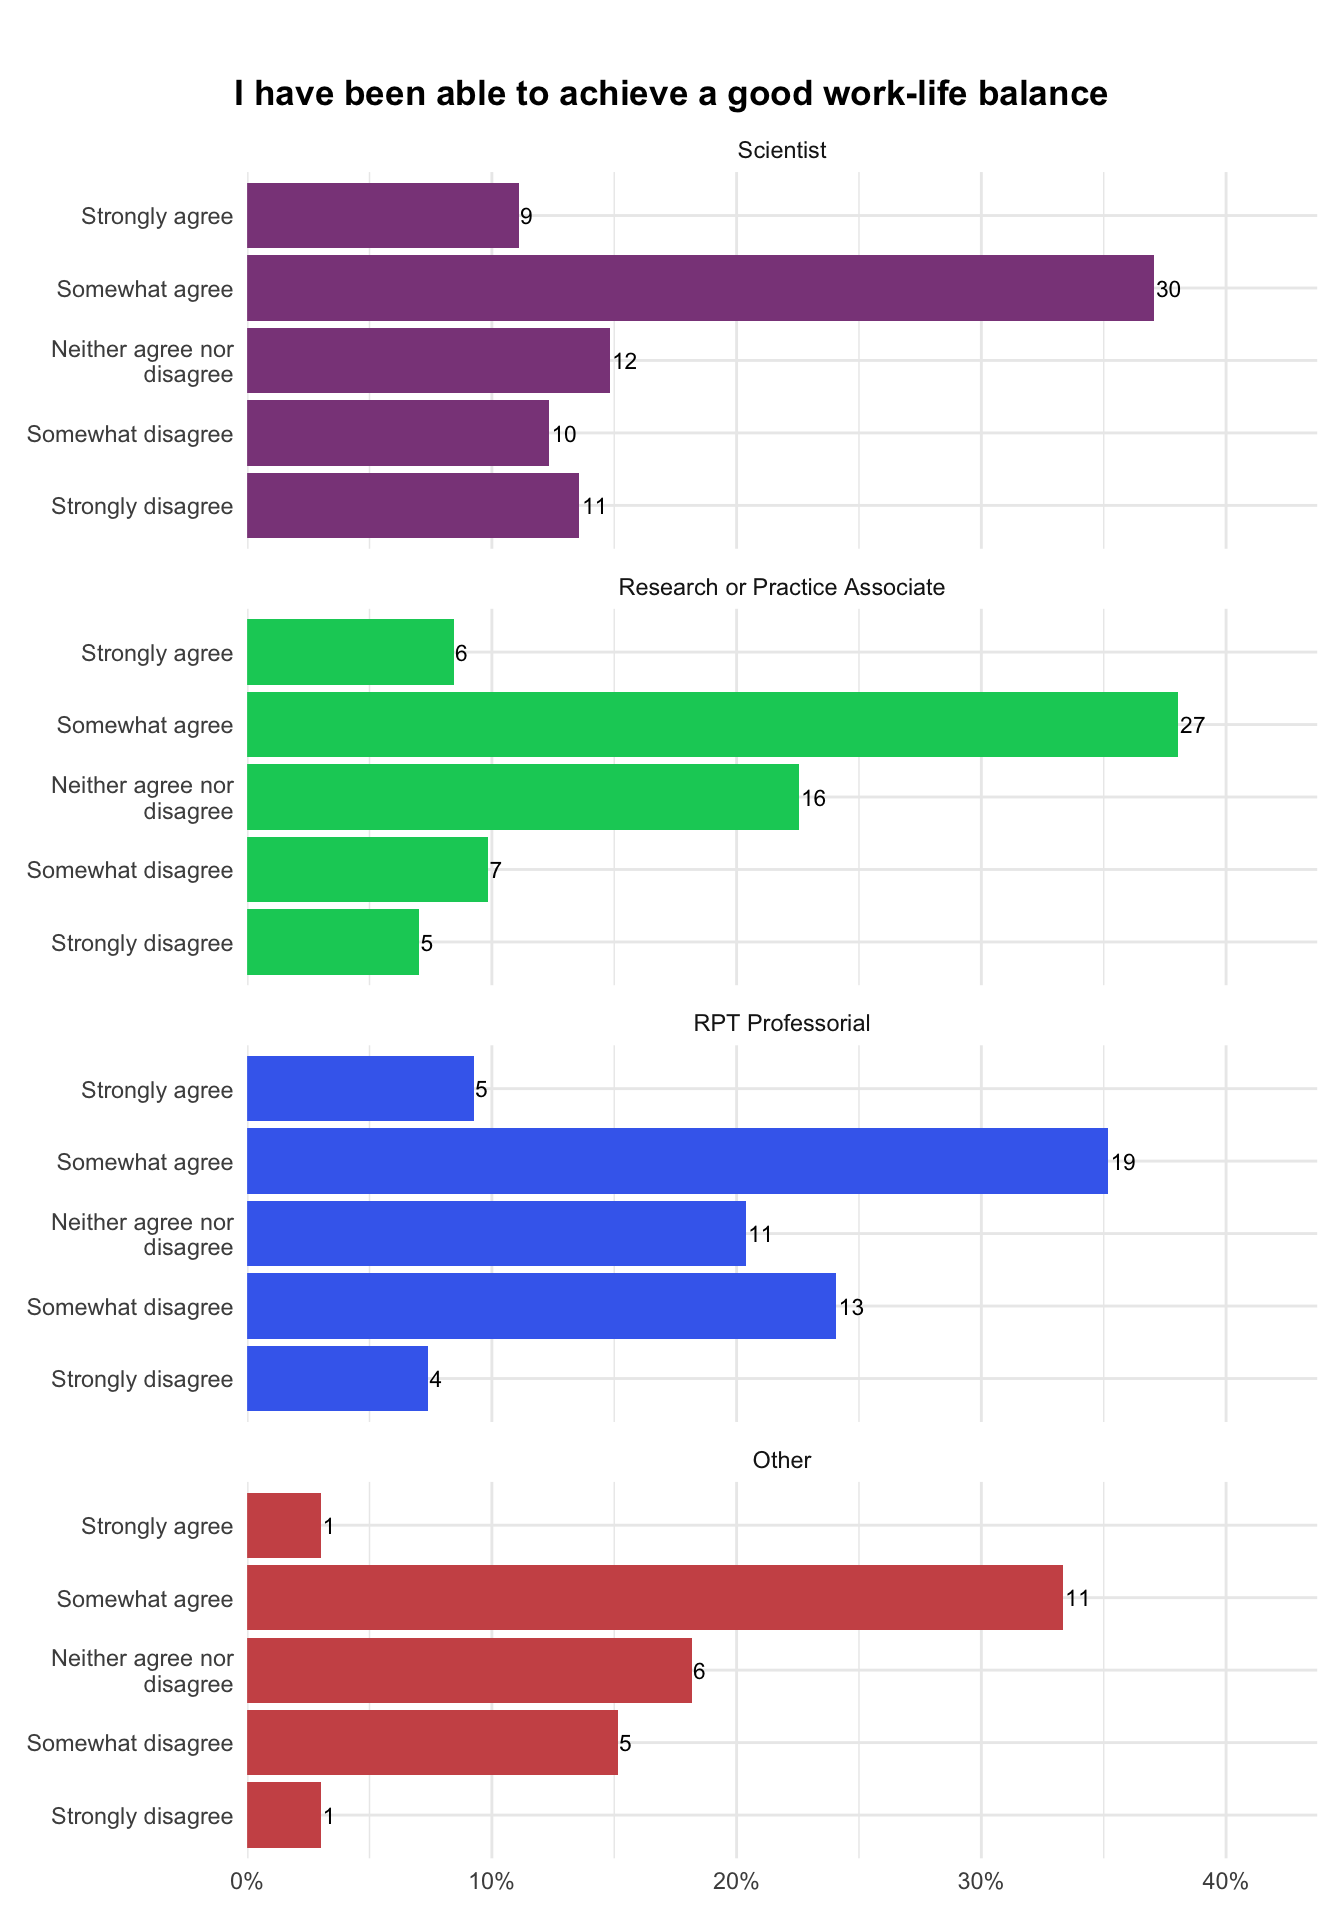 I have been able to achieve a good work-life balance
Scientist
Strongly agree
9
Somewhat agree
30
Neither agree nor
disagree
12
Somewhat disagree
10
Strongly disagree
11
Research or Practice Associate
Strongly agree
6
Somewhat agree
27
Neither agree nor
disagree
16
Somewhat disagree
7
Strongly disagree
5
RPT Professorial
Strongly agree
5
Somewhat agree
19
Neither agree nor
disagree
11
Somewhat disagree
13
Strongly disagree
4
Other
Strongly agree
1
Somewhat agree
11
Neither agree nor
disagree
6
Somewhat disagree
5
Strongly disagree
1
0% 10% 20% 30% 40%